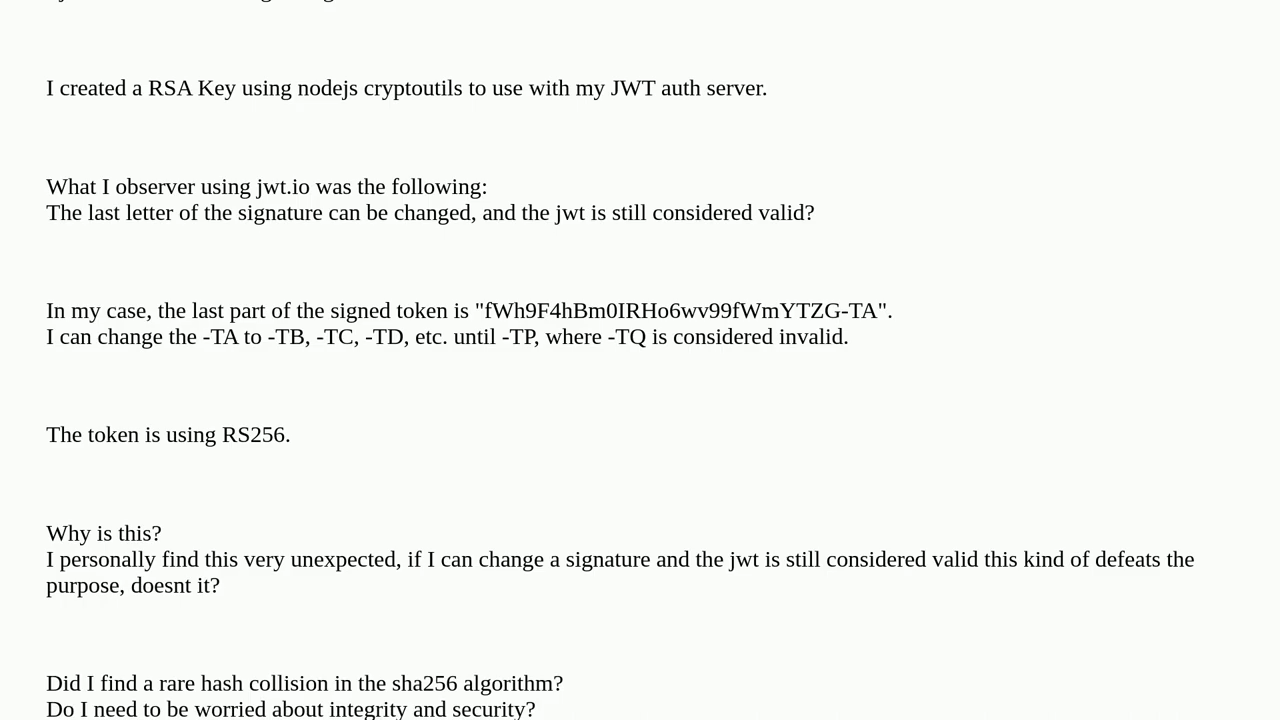 I created a RSA Key using nodejs cryptoutils to use with my JWT auth server.
What I observer using jwt.io was the following:
The last letter of the signature can be changed, and the jwt is still considered valid?
In my case, the last part of the signed token is "fWh9F4hBm0IRHo6wv99fWmYTZG-TA".
I can change the -TA to -TB, -TC, -TD, etc. until -TP, where -TQ is considered invalid.
The token is using RS256.
Why is this?
I personally find this very unexpected, if I can change a signature and the jwt is still considered valid this kind of defeats the
purpose, doesnt it?
Did I find a rare hash collision in the sha256 algorithm?
Do I need to be worried about integrity and security?